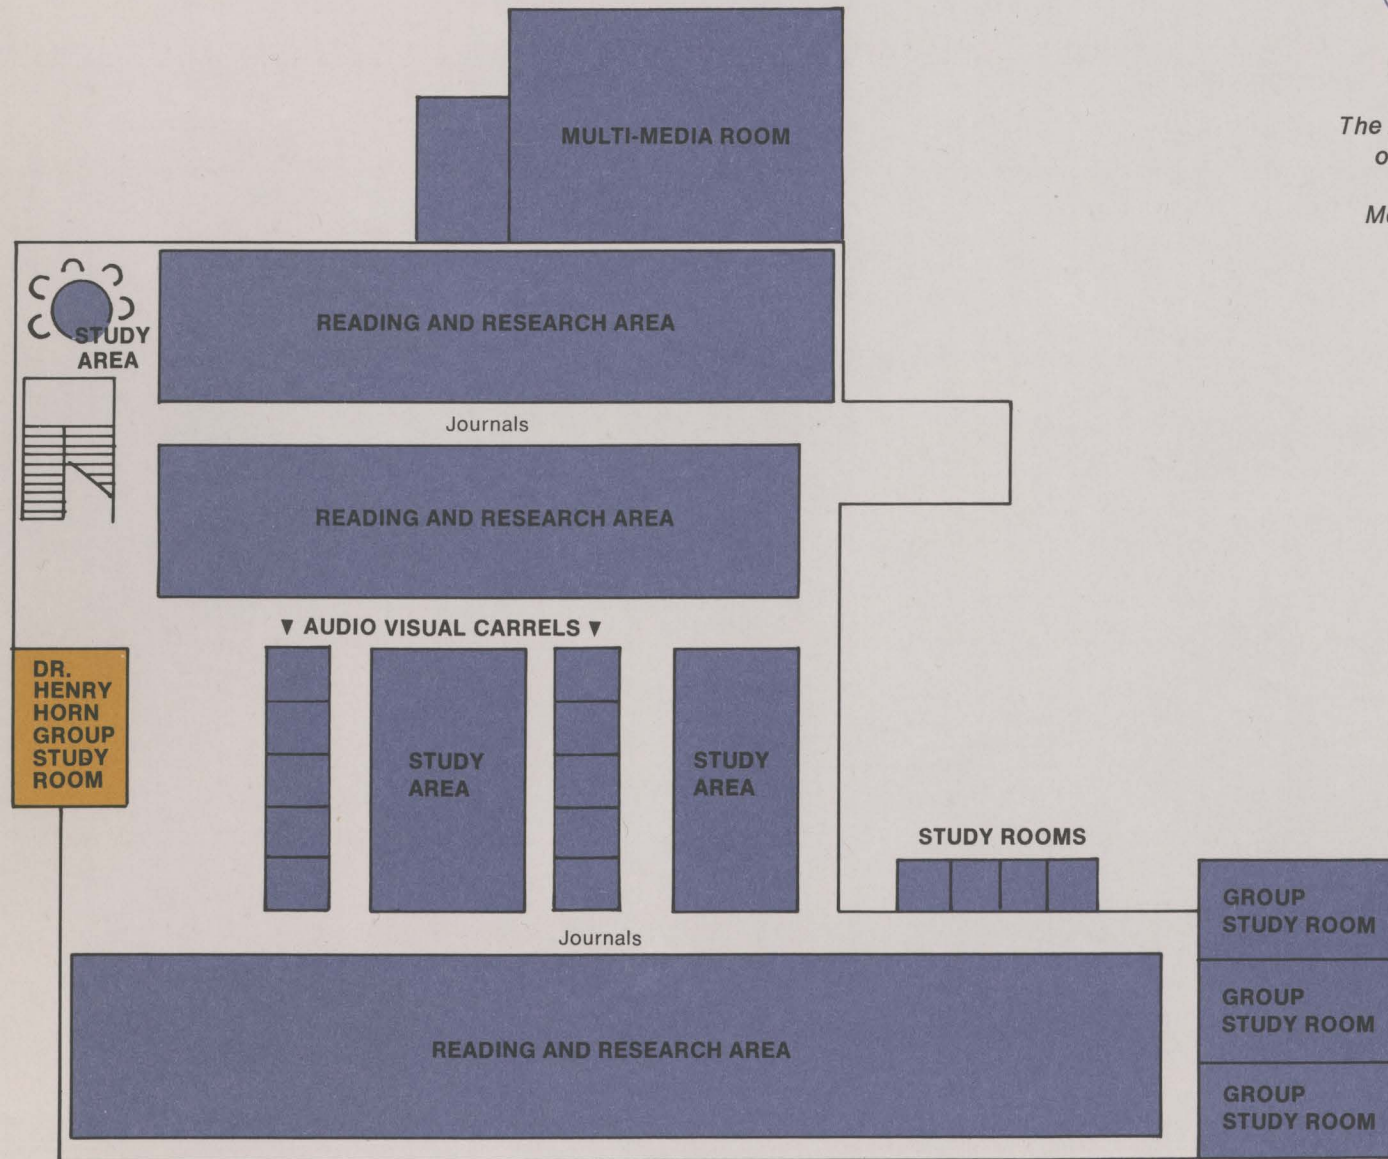 MULTI-MEDIA ROOM
The
o
READING AND RESEARCH AREA
STUDY
AREA
Journals
READING AND RESEARCH AREA
▼ AUDIO VISUAL CARRELS ▼
DR.
HENRY
HORN
GROUP
STUDY
ROOM
STUDY
AREA
STUDY
AREA
STUDY ROOMS
GROUP
STUDY ROOM
Journals
GROUP
STUDY ROOM
READING AND RESEARCH AREA
GROUP
STUDY ROOM